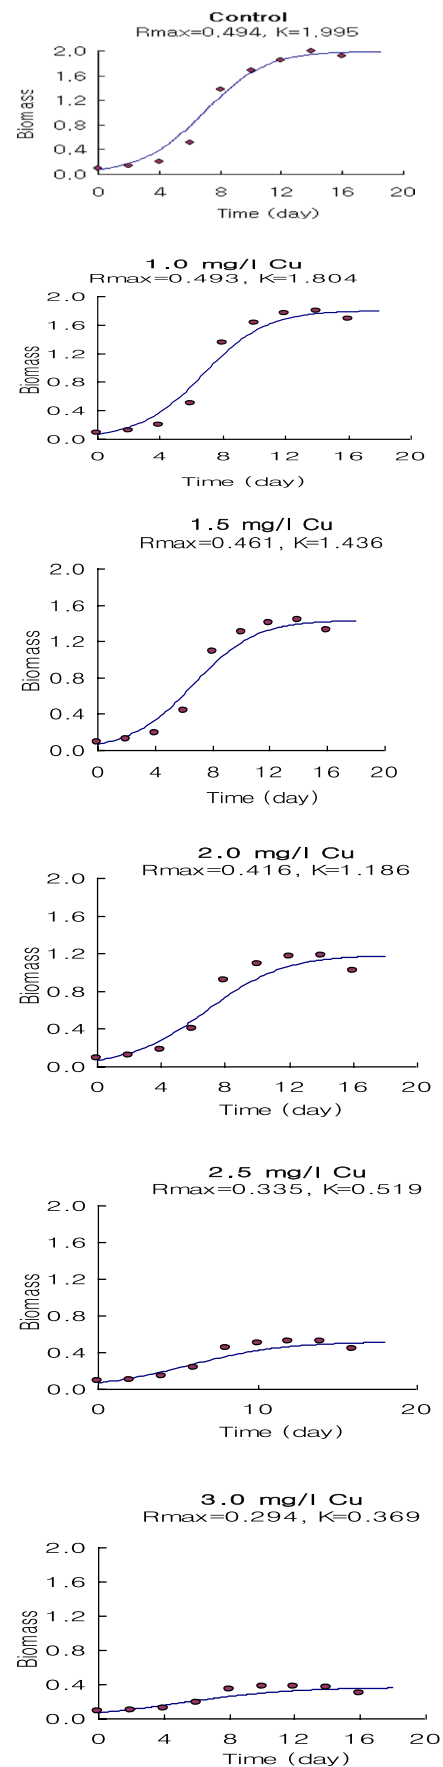 Control
Rmax=0.494, K=1.995
2.0
1.6
1.2
0.8
0.4
0.0
Biomass
0 4 8 12 16 20
Time (day)
1.0 mg/l Cu
Rmax=0.493, K=1.804
2.0
1.6
1.2
0.8
0.4
0.0
Biomass
0 4 8 12 16 20
Time (day)
1.5 mg/l Cu
Rmax=0.461, K=1.436
2.0
1.6
1.2
0.8
0.4
0.0
Biomass
0 4 8 12 16 20
Time (day)
2.0 mg/l Cu
Rmax=0.416, K=1.186
2.0
1.6
1.2
0.8
0.4
0.0
Biomass
0 4 8 12 16 20
Time (day)
2.5 mg/l Cu
Rmax=0.335, K=0.519
2.0
1.6
1.2
0.8
0.4
0.0
Biomass
0 10 20
Time (day)
3.0 mg/l Cu
Rmax=0.294, K=0.369
2.0
1.6
1.2
0.8
0.4
0.0
Biomass
0 4 8 12 16 20
Time (day)